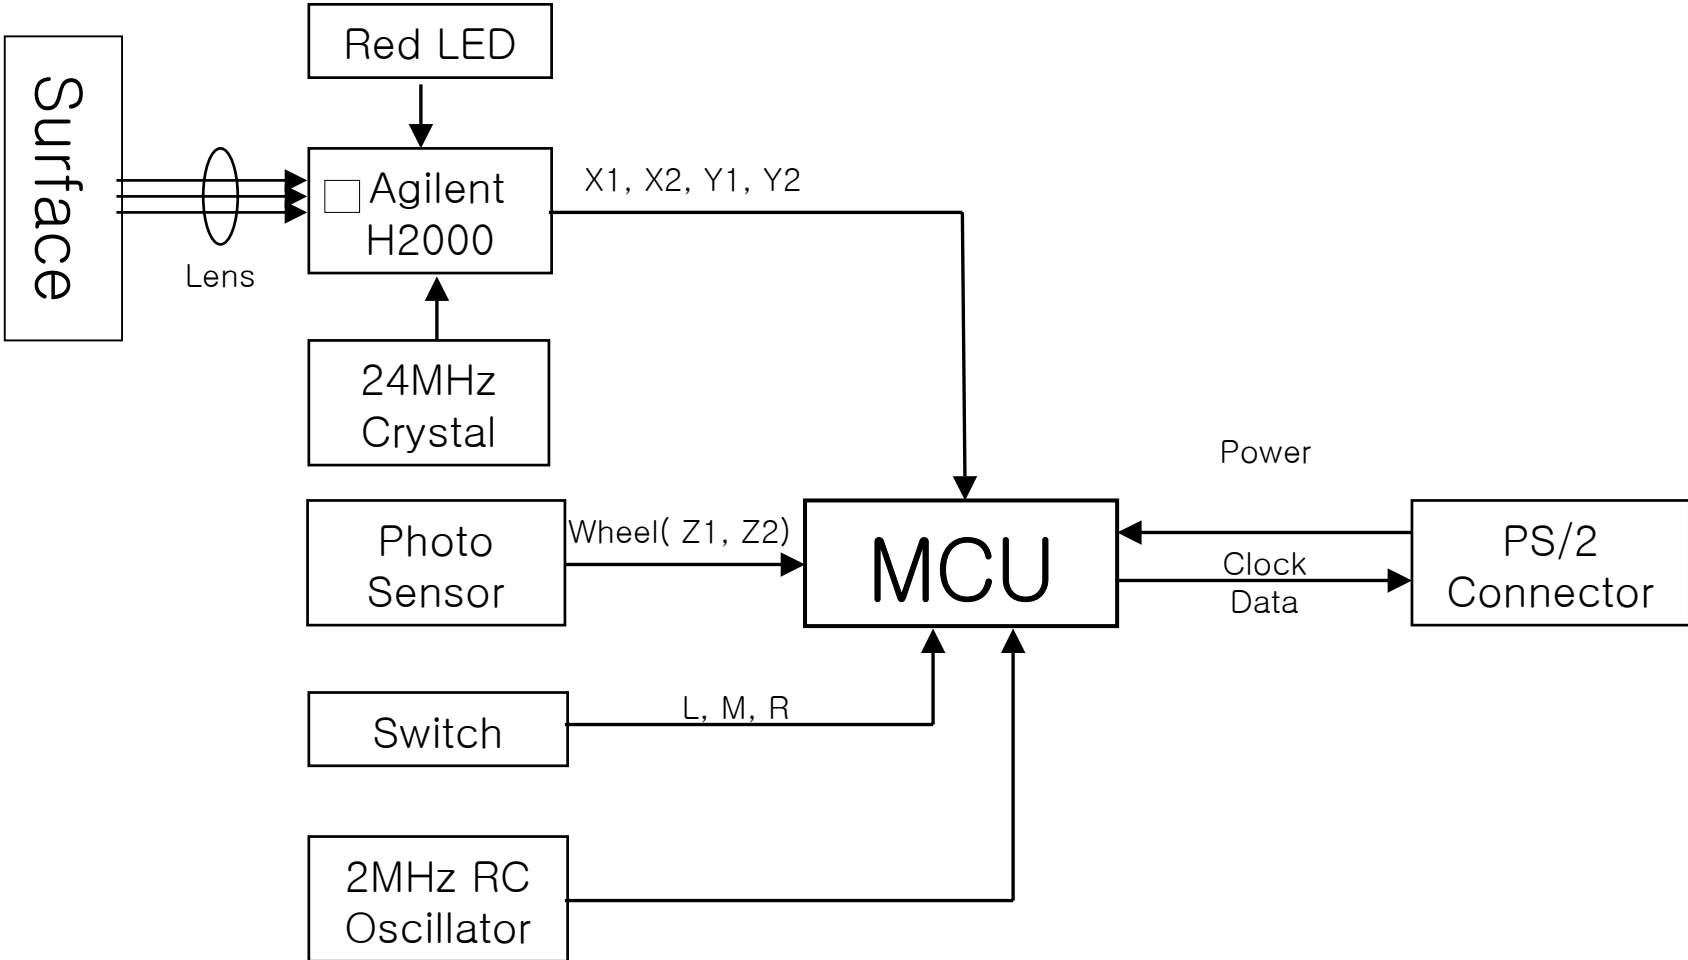 Red LED
Surface
Agilent
H2000
X1, X2, Y1, Y2
Lens
24MHz
Crystal
Power
Photo
Sensor
Wheel( Z1, Z2)
MCU
Clock
Data
PS/2
Connector
Switch
L, M, R
2MHz RC
Oscillator